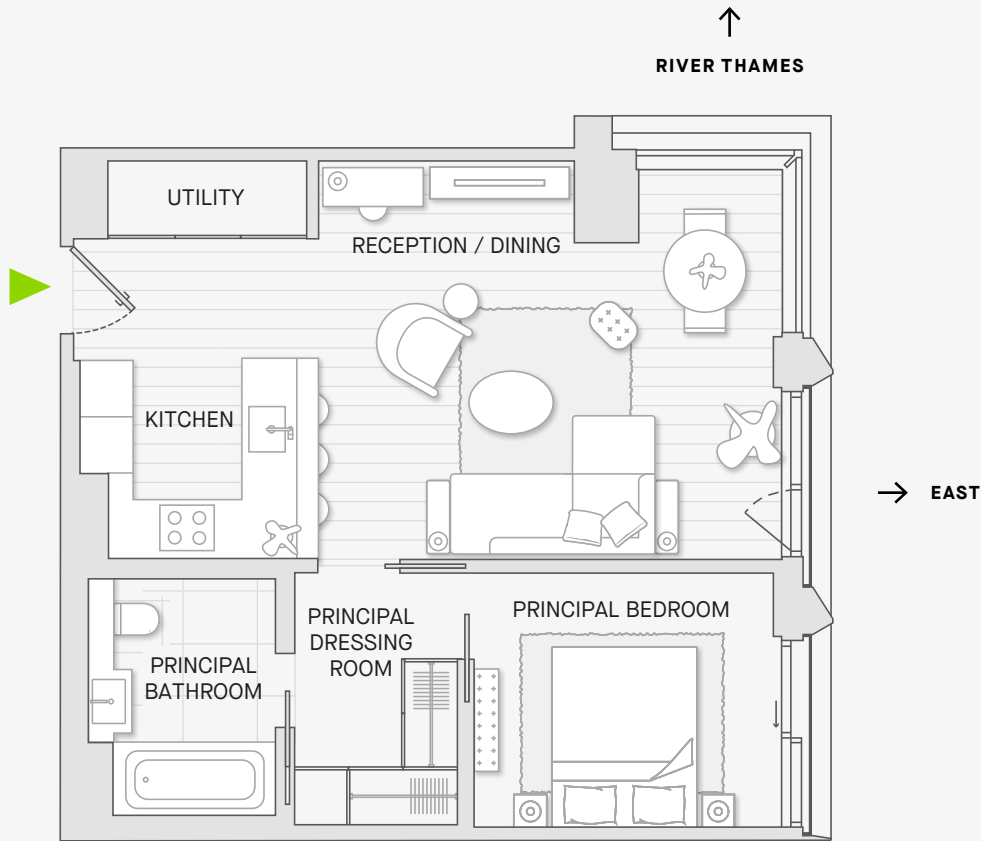 RIVER THAMES
UTILITY
RECEPTION / DINING
KITCHEN
EAST
PRINCIPAL
DRESSING
ROOM
PRINCIPAL BEDROOM
PRINCIPAL
BATHROOM